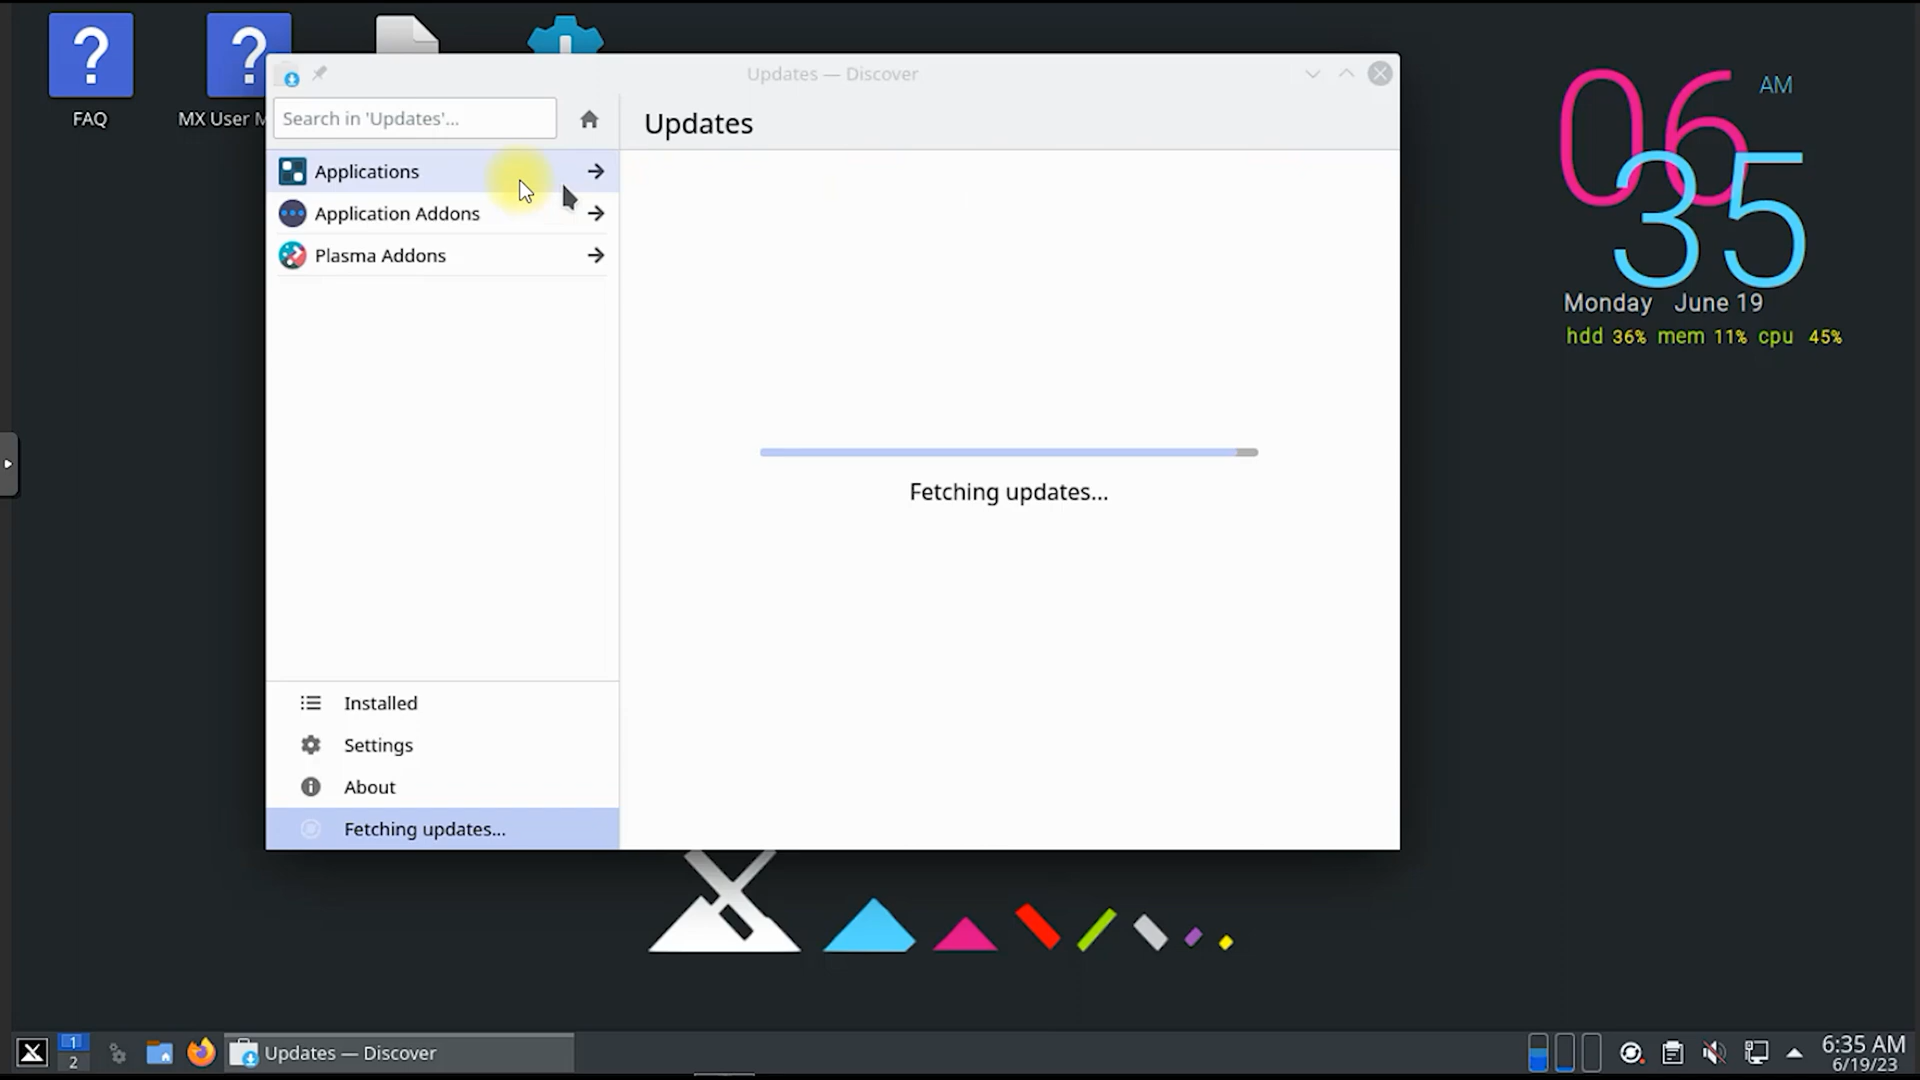 FAQ
MX User M
Updates — Discover
Search in 'Updates'...
Updates
Applications
Application Addons
Plasma Addons
Fetching updates...
Installed
Settings
About
Fetching updates...
06 AM
35
Monday June 19
hdd 36% mem 11% cpu 45%
1
2
Updates — Discover
6:35 AM
6/19/23